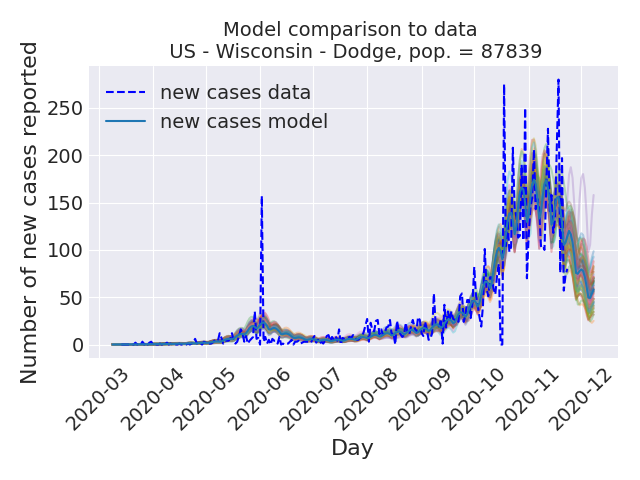 Model comparison to data
US - Wisconsin - Dodge, pop. = 87839
new cases data
new cases model
Number of new cases reported
250
200
150
100
50
0
2020-03
2020-04
2020-05
2020-06
2020-07
2020-08
2020-09
2020-10
2020-11
2020-12
Day